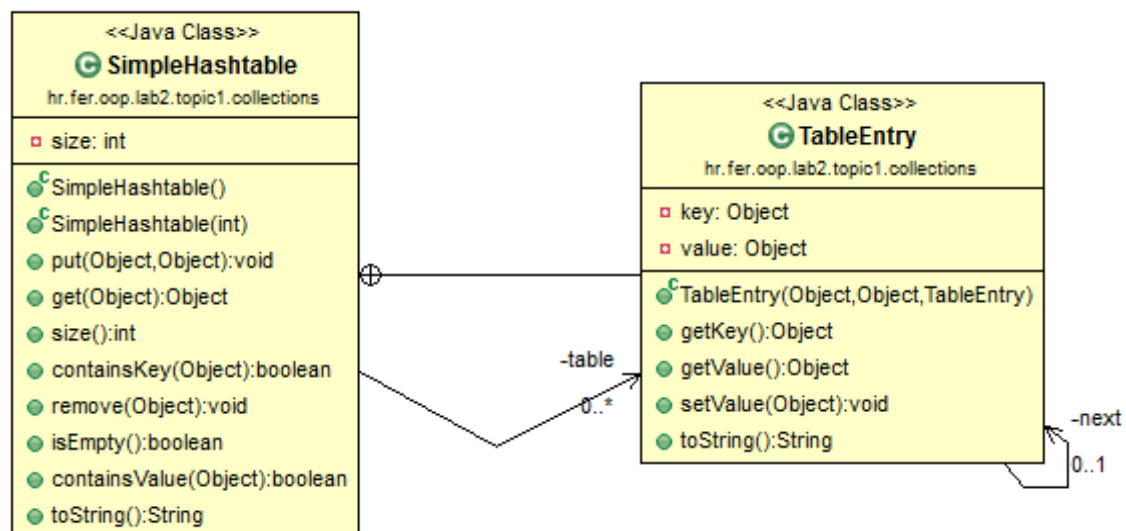 <<Java Class>>
C SimpleHashtable
hr.fer.oop.lab2.topic1.collections
size: int
C SimpleHashtable()
C SimpleHashtable(int)
put(Object,Object):void
get(Object):Object
size():int
containsKey(Object):boolean
remove(Object):void
isEmpty():boolean
containsValue(Object):boolean
toString():String
-table
0..*
<<Java Class>>
C TableEntry
hr.fer.oop.lab2.topic1.collections
key: Object
value: Object
C TableEntry(Object,Object,TableEntry)
getKey():Object
getValue():Object
setValue(Object):void
toString():String
-next
0..1